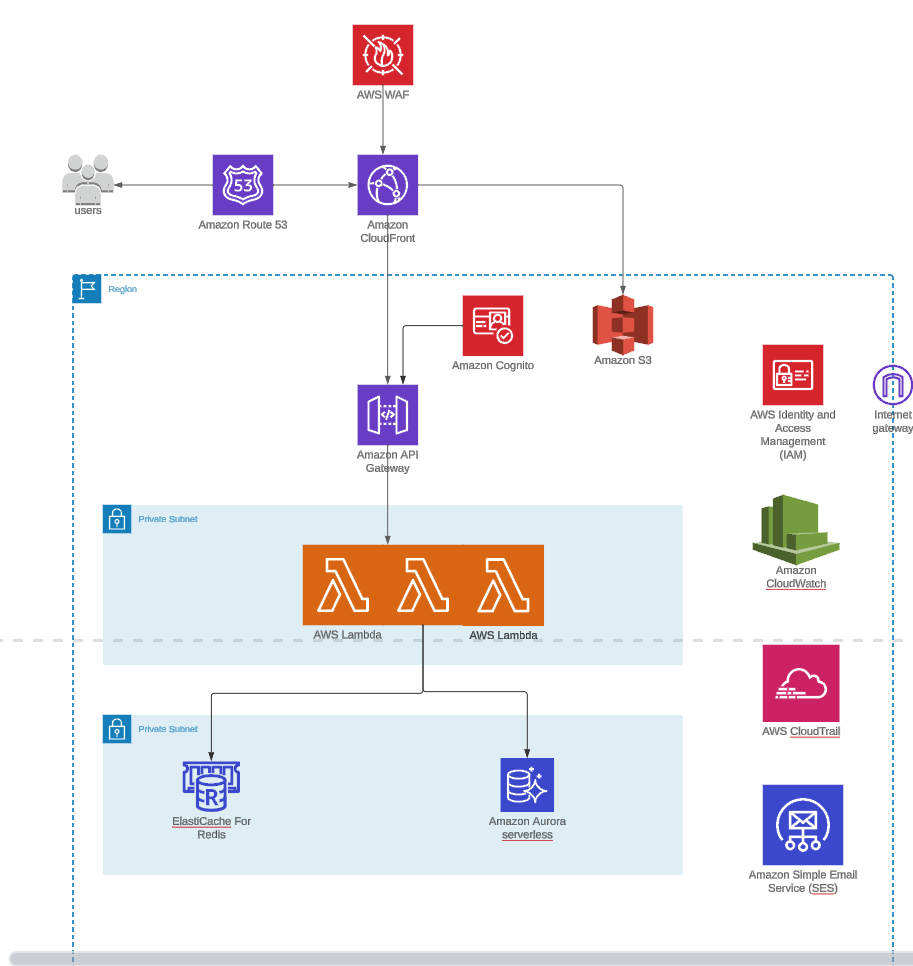 AWS WAF
53
users
Amazon Route 53
Amazon
CloudFront
Region
Amazon Cognito
Amazon S3
</>
Amazon API
Gateway
AWS Identity and
Access
Management
(IAM)
Internet
gateway
Private Subnet
Amazon
CloudWatch
AWS Lambda
AWS Lambda
AWS CloudTrail
Private Subnet
R
ElastiCache For
Redis
Amazon Aurora
serverless
Amazon Simple Email
Service (SES)